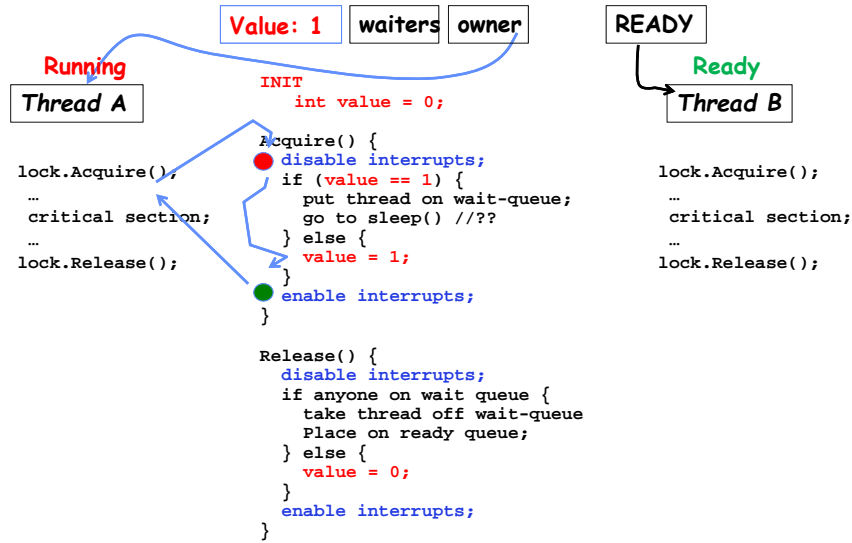 Value: 1 waiters owner READY
Running Ready
Thread A Thread B
INIT
int value = 0;
Acquire() {
disable interrupts;
if (value == 1) {
put thread on wait-queue;
go to sleep() //??
} else {
value = 1;
}
enable interrupts;
}
lock.Acquire();
…
critical section;
…
lock.Release();
lock.Acquire();
…
critical section;
…
lock.Release();
Release() {
disable interrupts;
if anyone on wait queue {
take thread off wait-queue
Place on ready queue;
} else {
value = 0;
}
enable interrupts;
}